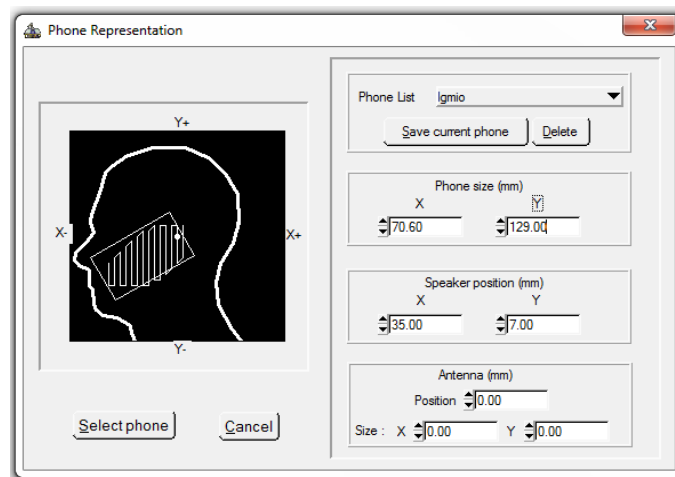 Phone Representation
Y+
X-
X+
Y-
Select phone
Cancel
Phone List lgmio
Save current phone Delete
Phone size (mm)
X Y
70.60 129.00
Speaker position (mm)
X Y
35.00 7.00
Antenna (mm)
Position 0.00
Size : X 0.00 Y 0.00